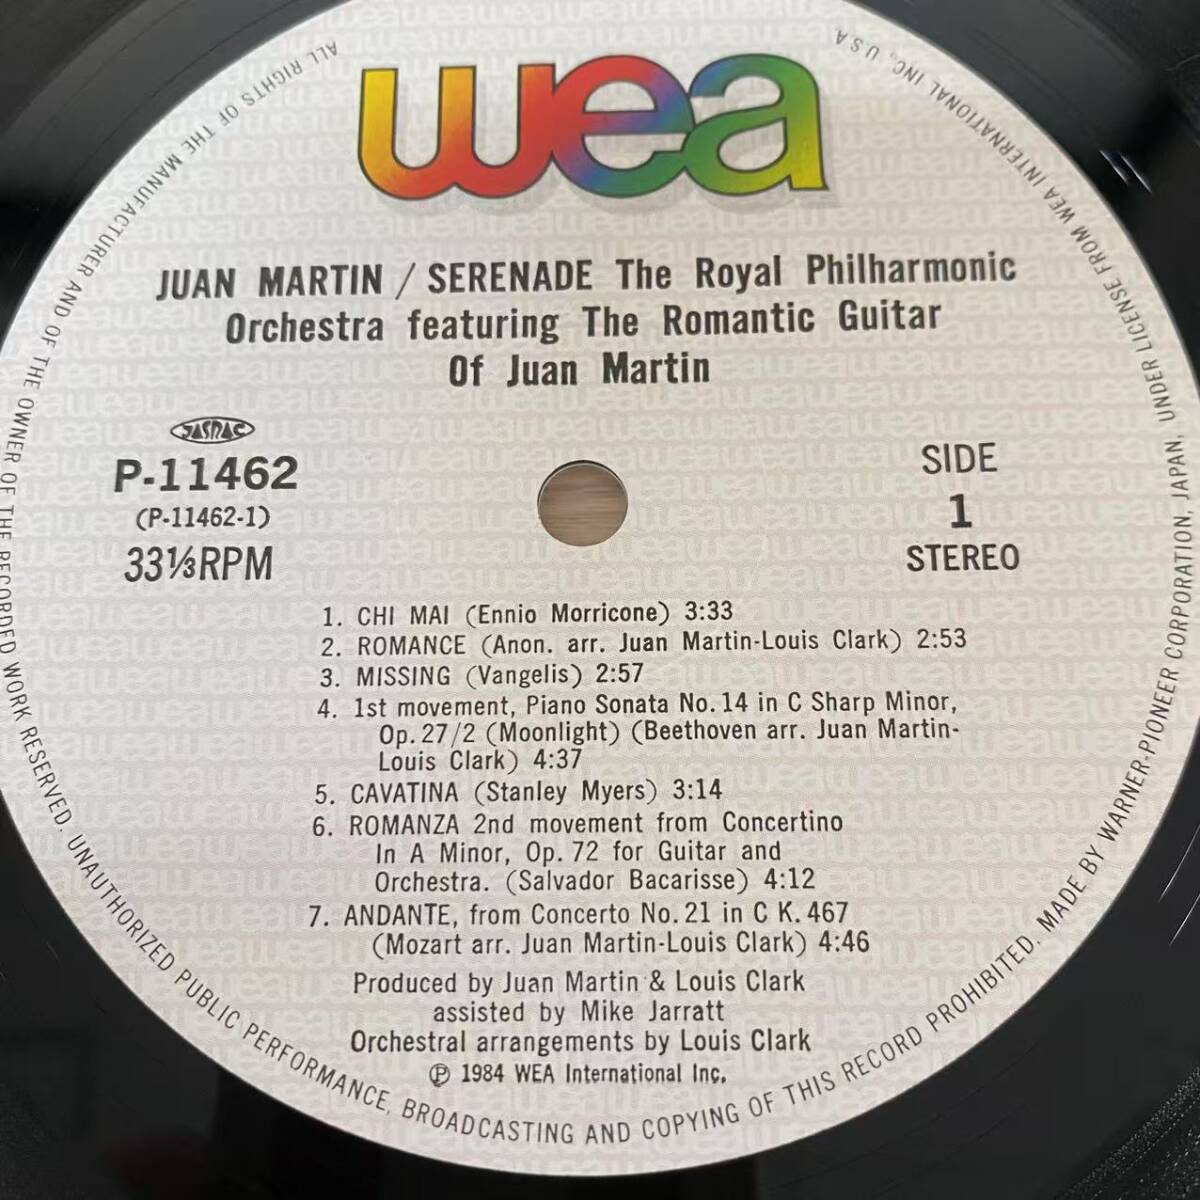 wea
JUAN MARTIN / SERENADE The Royal Philharmonic
Orchestra featuring The Romantic Guitar
Of Juan Martin
JASRAC
P-11462
(P-11462-1)
33⅓RPM
SIDE
1
STEREO
1. CHI MAI (Ennio Morricone) 3:33
2. ROMANCE (Anon. arr. Juan Martin-Louis Clark) 2:53
3. MISSING (Vangelis) 2:57
4. 1st movement, Piano Sonata No.14 in C Sharp Minor,
Op.27/2 (Moonlight) (Beethoven arr. Juan Martin-
Louis Clark) 4:37
5. CAVATINA (Stanley Myers) 3:14
6. ROMANZA 2nd movement from Concertino
In A Minor, Op.72 for Guitar and
Orchestra. (Salvador Bacarisse) 4:12
7. ANDANTE, from Concerto No.21 in C K.467
(Mozart arr. Juan Martin-Louis Clark) 4:46
Produced by Juan Martin & Louis Clark
assisted by Mike Jarratt
Orchestral arrangements by Louis Clark
℗ 1984 WEA International Inc.
ALL RIGHTS OF THE MANUFACTURER AND OF THE OWNER OF THE RECORDED WORK RESERVED. UNAUTHORIZED PUBLIC PERFORMANCE, BROADCASTING AND COPYING OF THIS RECORD PROHIBITED. MADE BY WARNER-PIONEER CORPORATION, JAPAN, UNDER LICENSE FROM WEA INTERNATIONAL INC., U.S.A